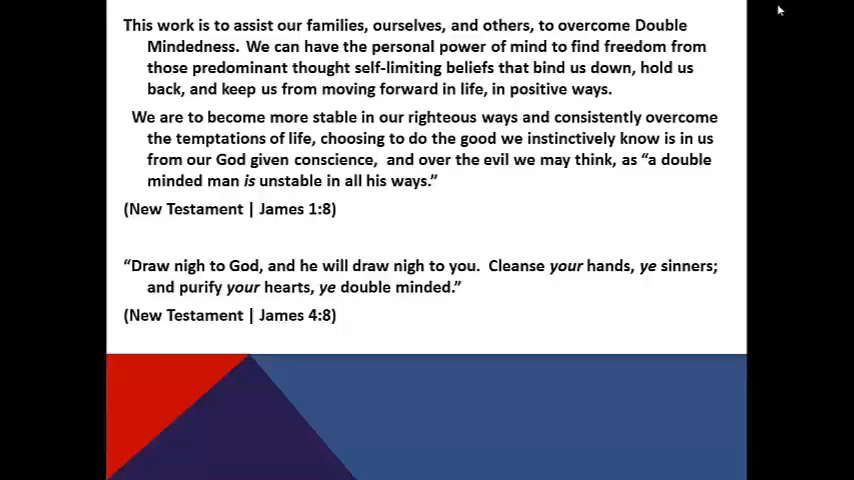 This work is to assist our families, ourselves, and others, to overcome Double
Mindedness. We can have the personal power of mind to find freedom from
those predominant thought self-limiting beliefs that bind us down, hold us
back, and keep us from moving forward in life, in positive ways.
We are to become more stable in our righteous ways and consistently overcome
the temptations of life, choosing to do the good we instinctively know is in us
from our God given conscience, and over the evil we may think, as “a double
minded man is unstable in all his ways.”
(New Testament | James 1:8)
“Draw nigh to God, and he will draw nigh to you. Cleanse your hands, ye sinners;
and purify your hearts, ye double minded.”
(New Testament | James 4:8)